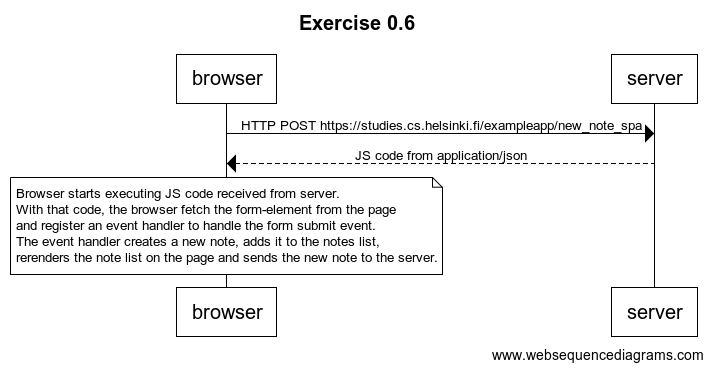 Exercise 0.6
browser
server
HTTP POST https://studies.cs.helsinki.fi/exampleapp/new_note_spa
JS code from application/json
Browser starts executing JS code received from server.
With that code, the browser fetch the form-element from the page
and register an event handler to handle the form submit event.
The event handler creates a new note, adds it to the notes list,
rerenders the note list on the page and sends the new note to the server.
browser
server
www.websequencediagrams.com